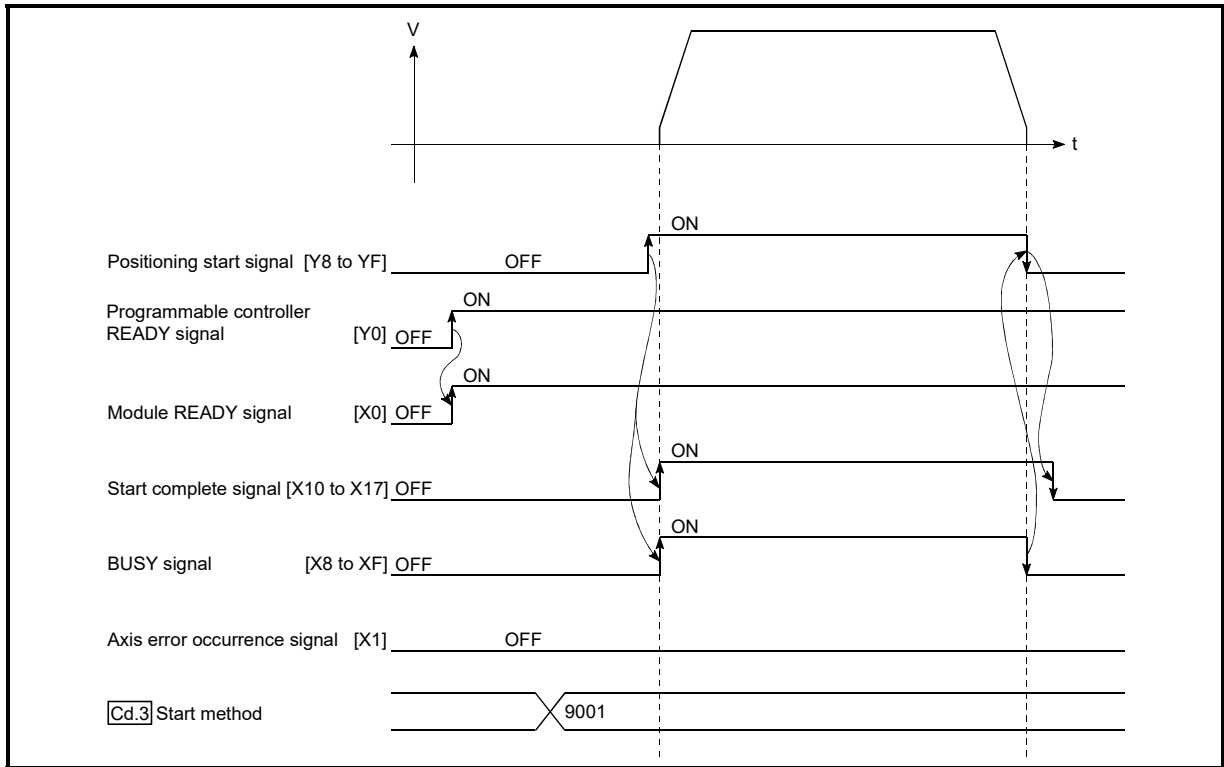 V
t
ON
Positioning start signal [Y8 to YF] OFF
ON
Programmable controller
READY signal [Y0] OFF
ON
Module READY signal [X0] OFF
ON
Start complete signal [X10 to X17] OFF
ON
BUSY signal [X8 to XF] OFF
Axis error occurrence signal [X1] OFF
Cd.3 Start method 9001